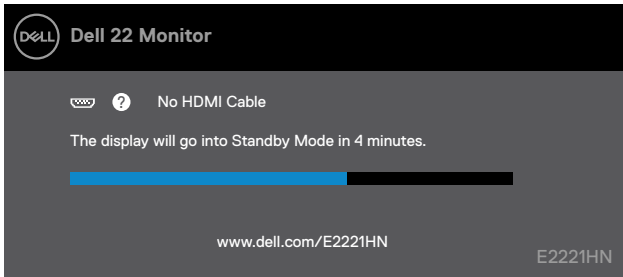 DELL Dell 22 Monitor
? No HDMI Cable
The display will go into Standby Mode in 4 minutes.
www.dell.com/E2221HN
E2221HN